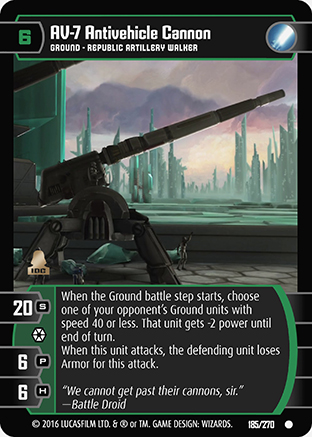 6
AV-7 Antivehicle Cannon
GROUND - REPUBLIC ARTILLERY WALKER
IDC
20 S
When the Ground battle step starts, choose
one of your opponent's Ground units with
speed 40 or less. That unit gets -2 power until
end of turn.
When this unit attacks, the defending unit loses
Armor for this attack.
6 P
6 H
“We cannot get past their cannons, sir.”
—Battle Droid
© 2016 LUCASFILM LTD. & ® or TM. GAME DESIGN: WIZARDS.
185/270